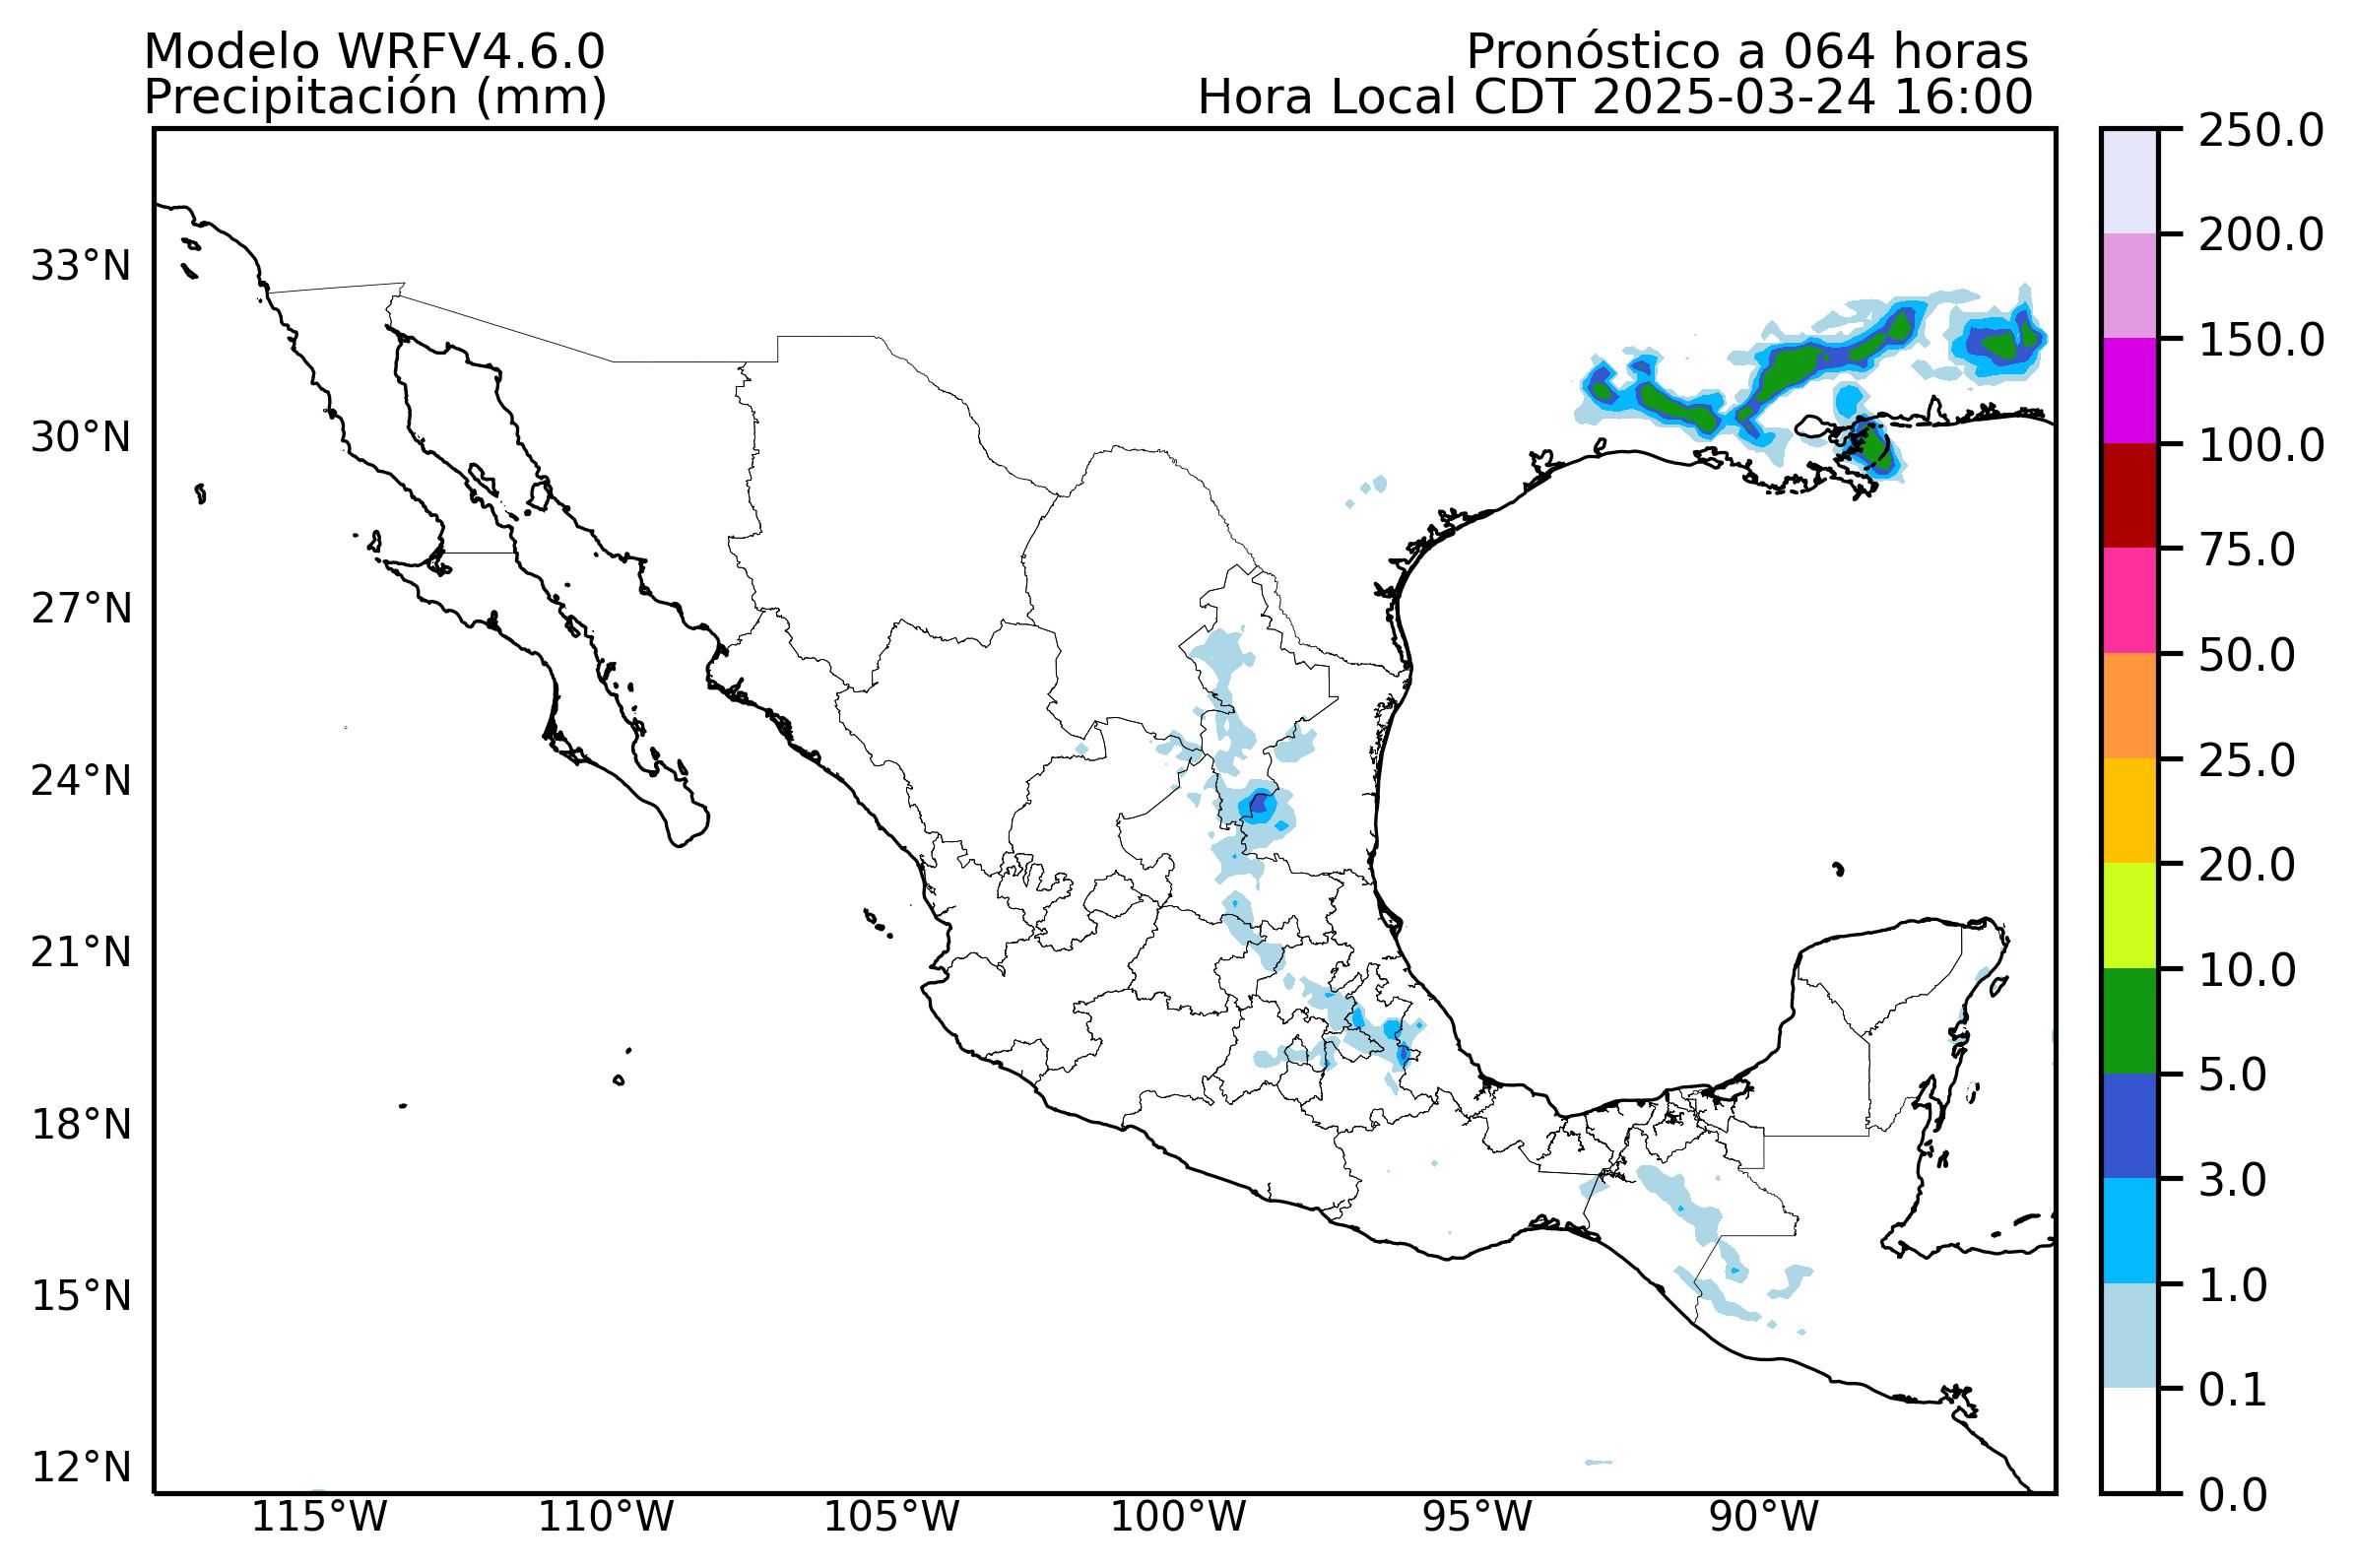 Modelo WRFV4.6.0
Precipitación (mm)
Pronóstico a 064 horas
Hora Local CDT 2025-03-24 16:00
33°N
30°N
27°N
24°N
21°N
18°N
15°N
12°N
115°W
110°W
105°W
100°W
95°W
90°W
250.0
200.0
150.0
100.0
75.0
50.0
25.0
20.0
10.0
5.0
3.0
1.0
0.1
0.0